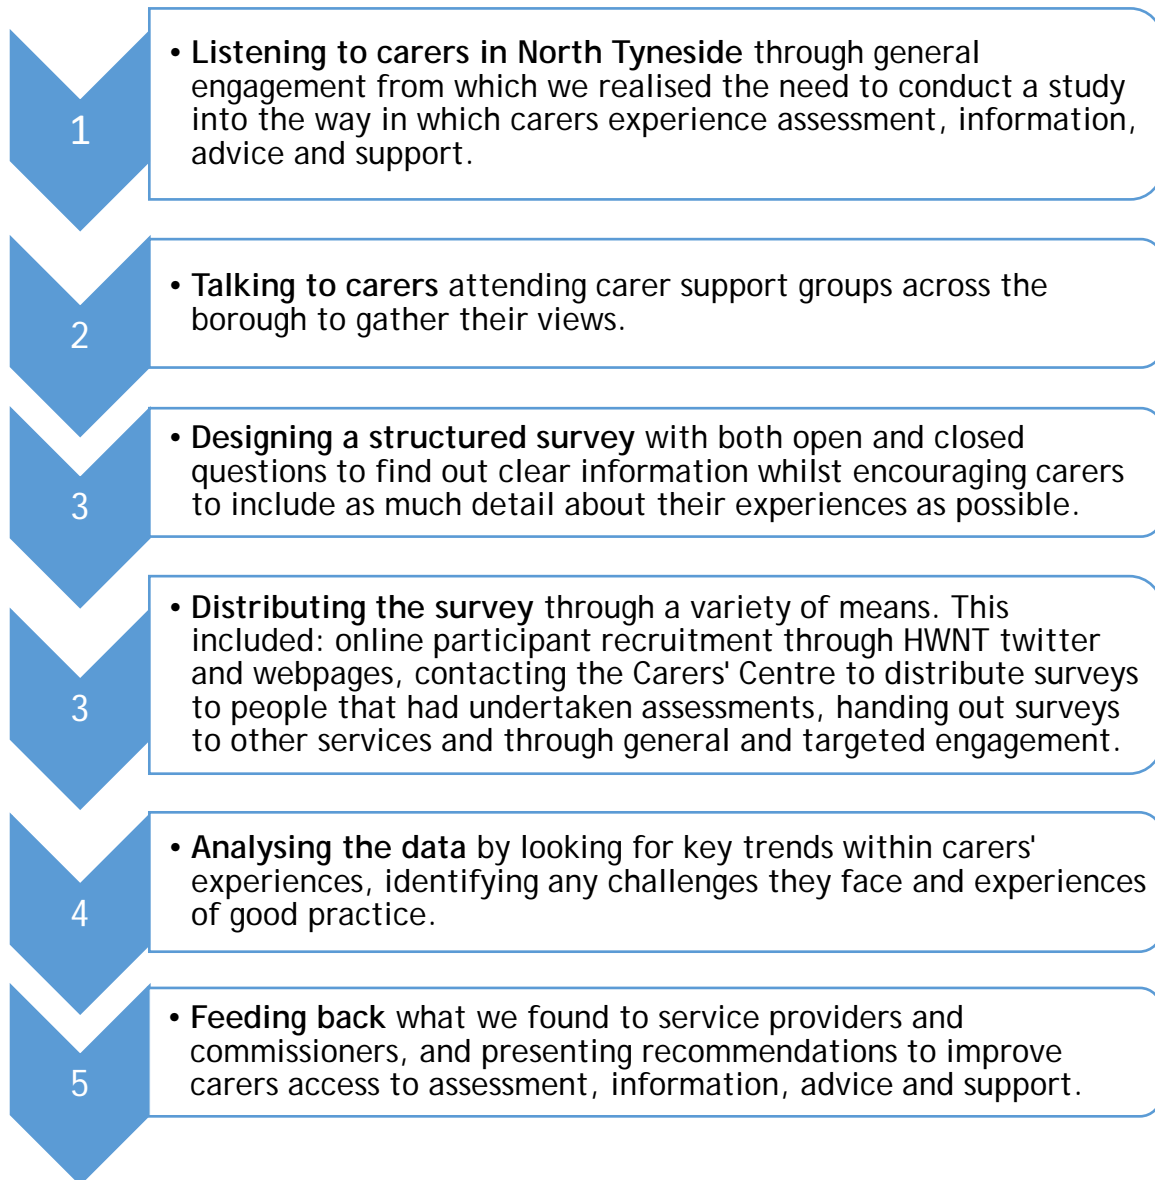 1
• Listening to carers in North Tyneside through general
engagement from which we realised the need to conduct a study
into the way in which carers experience assessment, information,
advice and support.
2
• Talking to carers attending carer support groups across the
borough to gather their views.
3
• Designing a structured survey with both open and closed
questions to find out clear information whilst encouraging carers
to include as much detail about their experiences as possible.
3
• Distributing the survey through a variety of means. This
included: online participant recruitment through HWNT twitter
and webpages, contacting the Carers' Centre to distribute surveys
to people that had undertaken assessments, handing out surveys
to other services and through general and targeted engagement.
4
• Analysing the data by looking for key trends within carers'
experiences, identifying any challenges they face and experiences
of good practice.
5
• Feeding back what we found to service providers and
commissioners, and presenting recommendations to improve
carers access to assessment, information, advice and support.